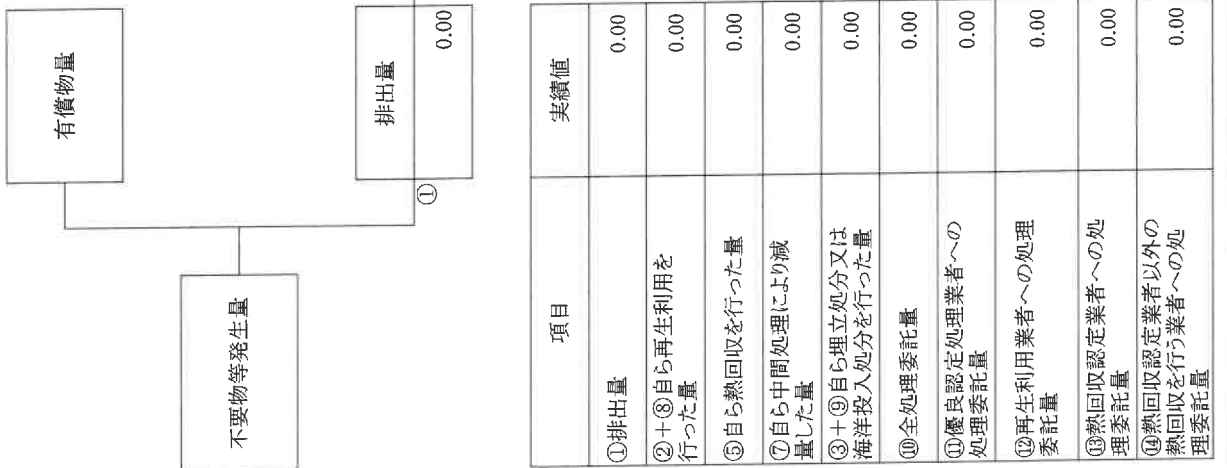 有償物量
不要物等発生量
①
排出量
0.00
項目
実績値
①排出量
0.00
②+⑧自ら再生利用を
行った量
0.00
⑤自ら熱回収を行った量
0.00
⑦自ら中間処理により減
量した量
0.00
③+⑨自ら埋立処分又は
海洋投入処分を行った量
0.00
⑩全処理委託量
0.00
⑪優良認定処理業者への
処理委託量
0.00
⑫再生利用業者への処理
委託量
0.00
⑬熱回収認定業者への処
理委託量
0.00
⑭熱回収認定業者以外の
熱回収を行う業者への処
理委託量
0.00